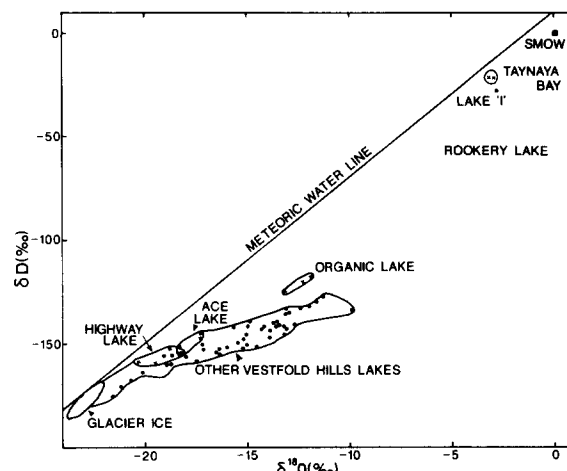 0
SMOW
TAYNAYA
BAY
LAKE 'I'
-50
ROOKERY LAKE
METEORIC WATER LINE
-100
δD(‰)
ORGANIC LAKE
ACE
LAKE
HIGHWAY
LAKE
-150
OTHER VESTFOLD HILLS LAKES
GLACIER ICE
-20
-15
-10
-5
0
δ¹⁸O(‰)